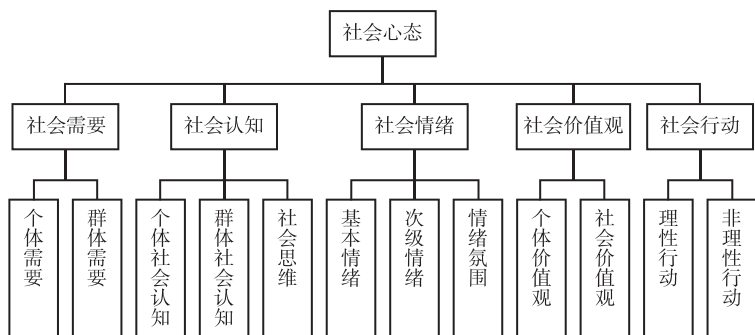 社会心态
社会需要
社会认知
社会情绪
社会价值观
社会行动
个体需要
群体需要
个体社会认知
群体社会认知
社会思维
基本情绪
次级情绪
情绪氛围
个体价值观
社会价值观
理性行动
非理性行动